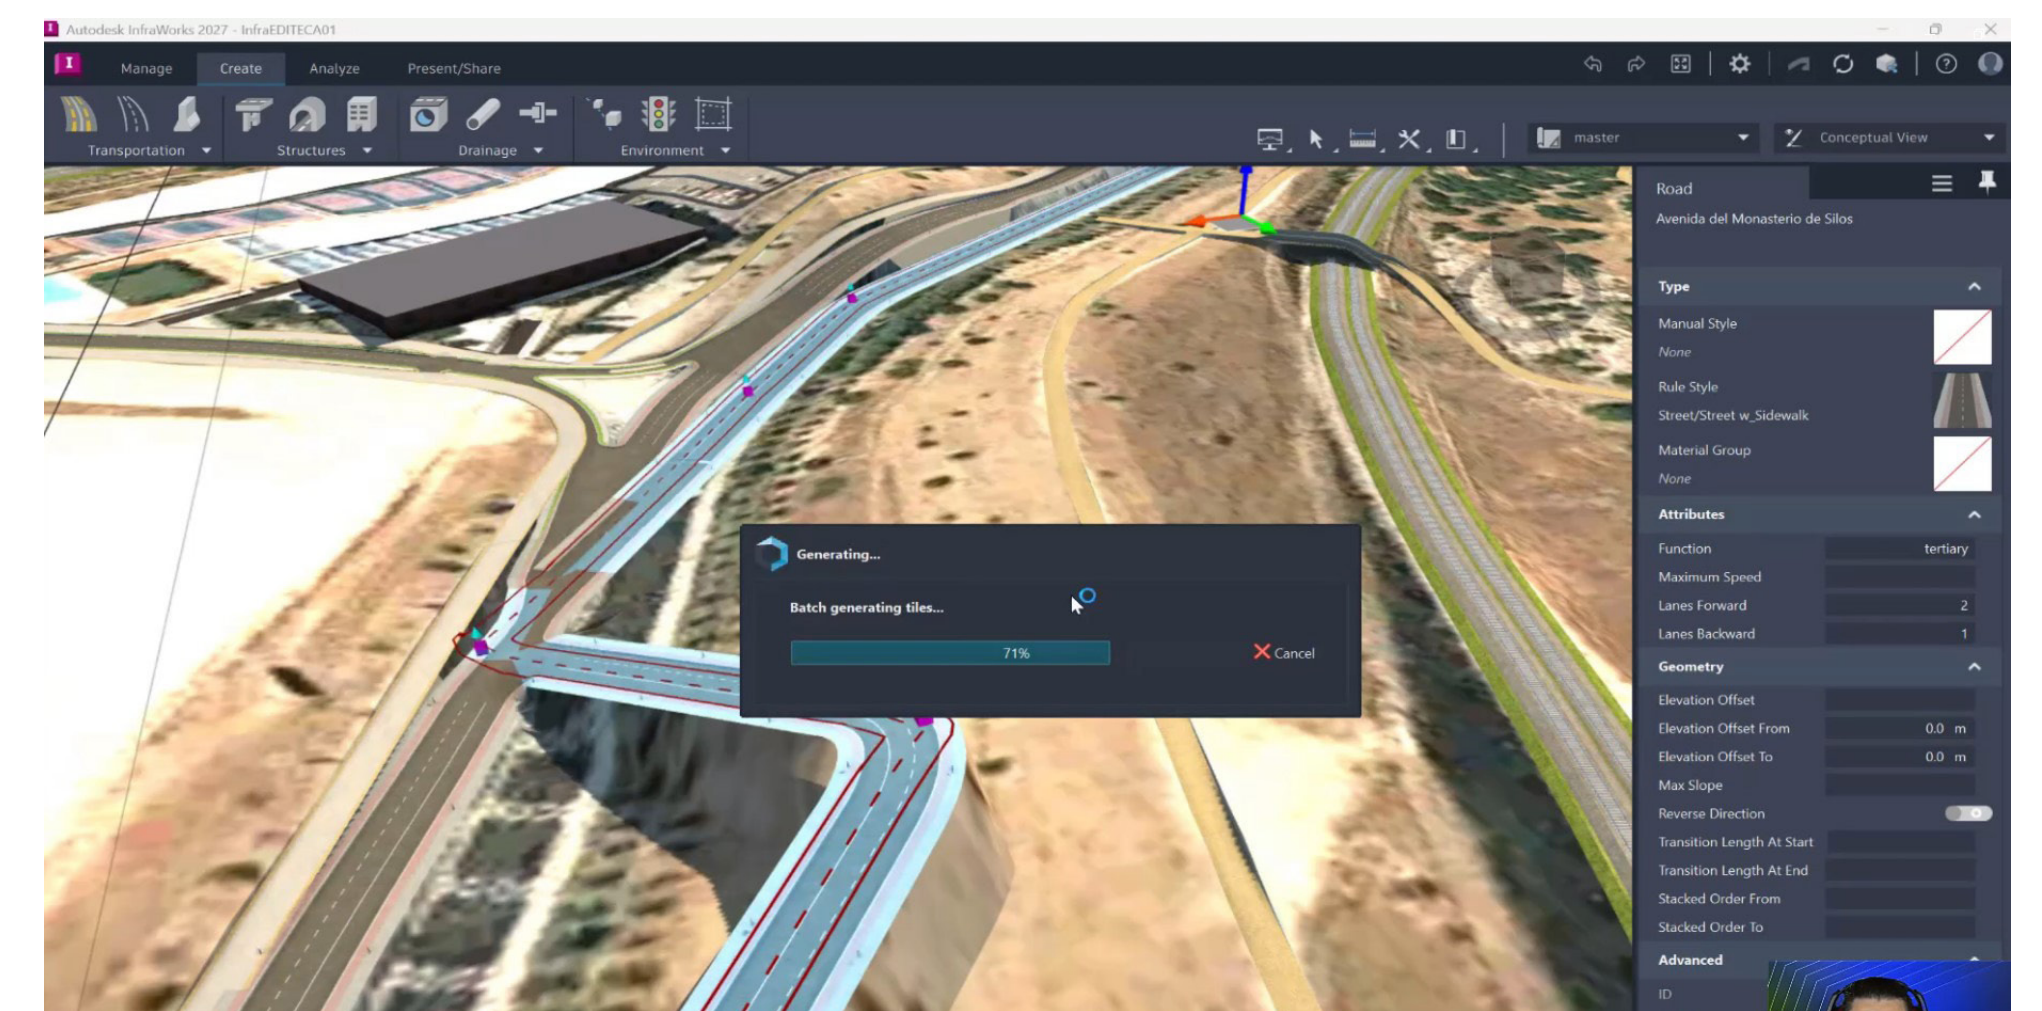 Autodesk InfraWorks 2027 - InfraEDITECA01
I Manage Create Analyze Present/Share
Transportation Structures Drainage Environment
master Conceptual View
Road
Avenida del Monasterio de Silos
Type
Manual Style
None
Rule Style
Street/Street w_Sidewalk
Material Group
None
Attributes
Function tertiary
Maximum Speed
Lanes Forward 2
Lanes Backward 1
Geometry
Elevation Offset
Elevation Offset From 0.0 m
Elevation Offset To 0.0 m
Max Slope
Reverse Direction
Transition Length At Start
Transition Length At End
Stacked Order From
Stacked Order To
Advanced
ID
Generating...
Batch generating tiles...
71% Cancel